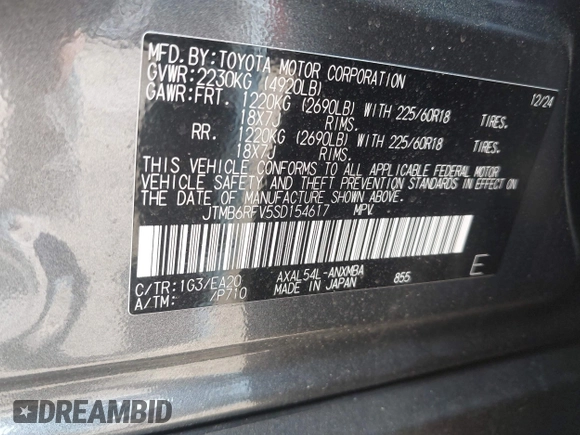 MFD. BY: TOYOTA MOTOR CORPORATION 12/24
GVWR: 2230KG (4920LB)
GAWR: FRT. 1220KG (2690LB) WITH 225/60R18 TIRES.
18X7J RIMS.
RR. 1220KG (2690LB) WITH 225/60R18 TIRES.
18X7J RIMS.
THIS VEHICLE CONFORMS TO ALL APPLICABLE FEDERAL MOTOR
VEHICLE SAFETY AND THEFT PREVENTION STANDARDS IN EFFECT ON
THE DATE OF MANUFACTURE SHOWN ABOVE.
JTMB6RFV5SD154617 MPV.
C/TR: 1G3/EA20 AXAL54L-ANXMBA E
A/TM: /P710 MADE IN JAPAN 855
DREAMBID